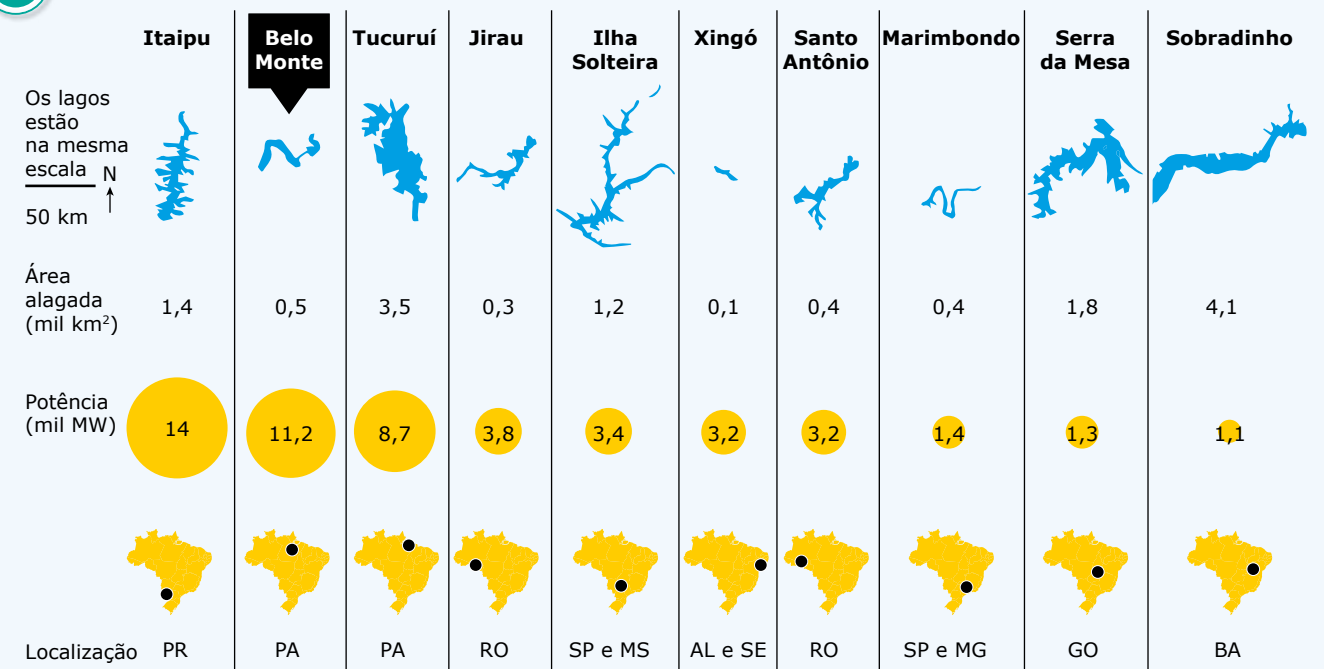 Itaipu
Belo
Monte
Tucuruí
Jirau
Ilha
Solteira
Xingó
Santo
Antônio
Marimbondo
Serra
da Mesa
Sobradinho
Os lagos
estão
na mesma
escala
N
50 km
Área
alagada
(mil km²)
1,4
0,5
3,5
0,3
1,2
0,1
0,4
0,4
1,8
4,1
Potência
(mil MW)
14
11,2
8,7
3,8
3,4
3,2
3,2
1,4
1,3
1,1
Localização
PR
PA
PA
RO
SP e MS
AL e SE
RO
SP e MG
GO
BA